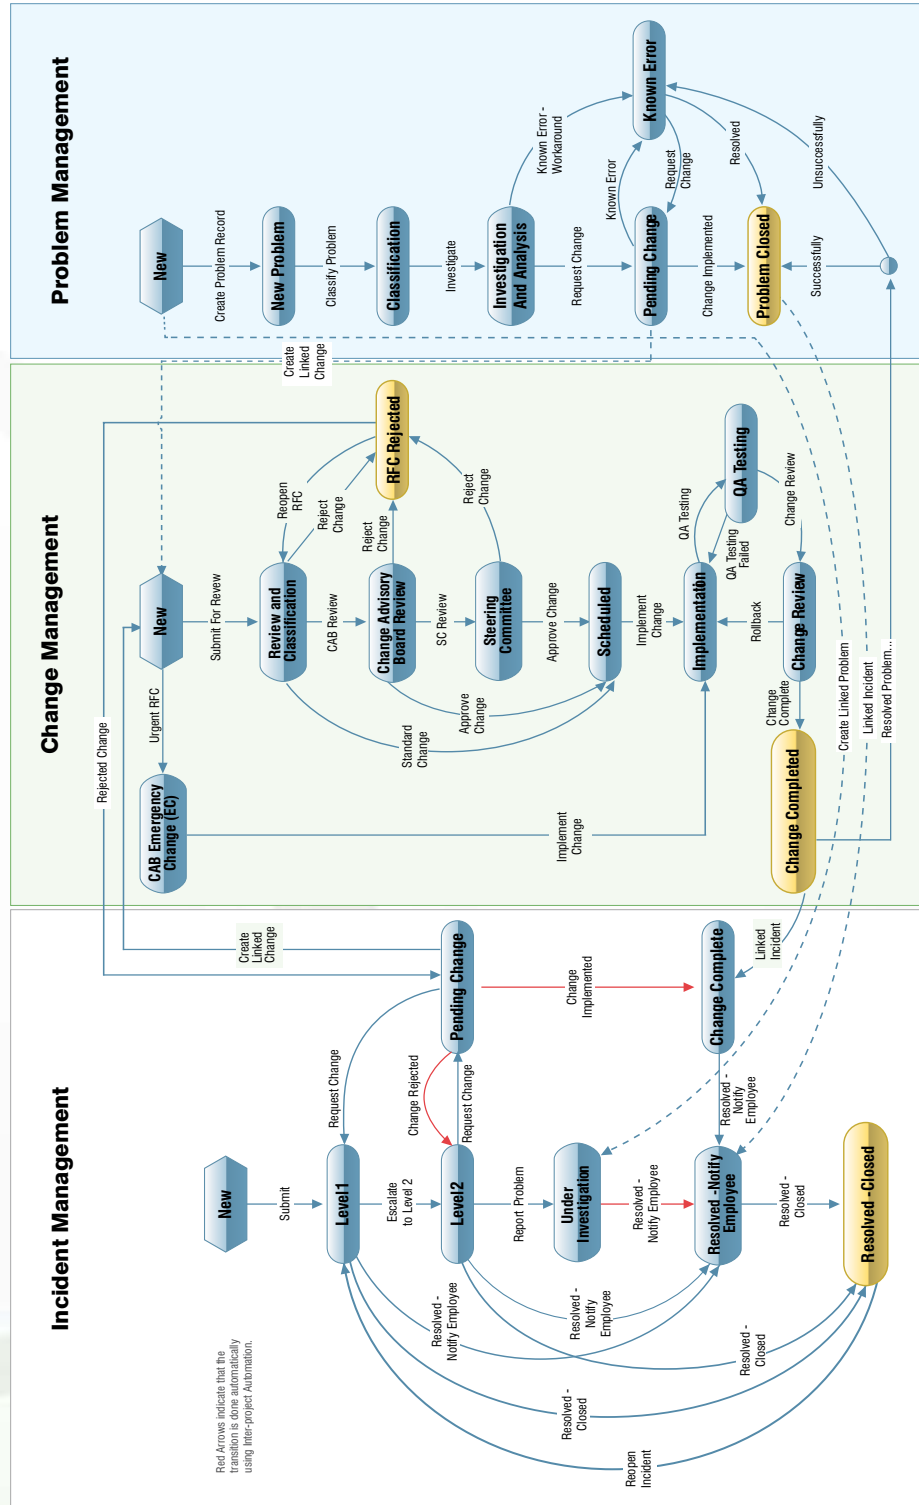 Incident Management
Red Arrows indicate that the
transition is done automatically
using Inter-project Automation.
New
Submit
Level1
Escalate
to Level 2
Level2
Report Problem
Under
Investigation
Resolved -
Notify Employee
Resolved -Notify
Employee
Resolved -
Closed
Resolved -Closed
Request Change
Change Rejected
Request Change
Pending Change
Change
Implemented
Change Complete
Resolved -
Notify
Employee
Resolved -
Notify Employee
Resolved -
Notify
Employee
Resolved -
Closed
Resolved -
Closed
Reopen
Incident
Create
Linked
Change
Linked
Incident
Change Management
Rejected Change
New
Urgent RFC
CAB Emergency
Change (EC)
Submit For Revew
Review and
Classification
CAB Review
Change Advisory
Board Review
SC Review
Steering
Committee
Approve Change
Scheduled
Implement
Change
Implementation
Rollback
Change Review
Change
Complete
Change Completed
Standard
Change
Approve
Change
Implement
Change
Reopen
RFC
Reject
Change
Reject
Change
Reject
Change
RFC Rejected
QA Testing
QA Testing
Failed
QA Testing
Change Review
Create Linked Problem
Linked Incident
Resolved Problem...
Create
Linked
Change
Problem Management
New
Create Problem Record
New Problem
Classify Problem
Classification
Investigate
Investigation
And Analysis
Request Change
Pending Change
Change Implemented
Problem Closed
Successfully
Known Error -
Workaround
Known Error
Request
Change
Known Error
Resolved
Unsuccessfully